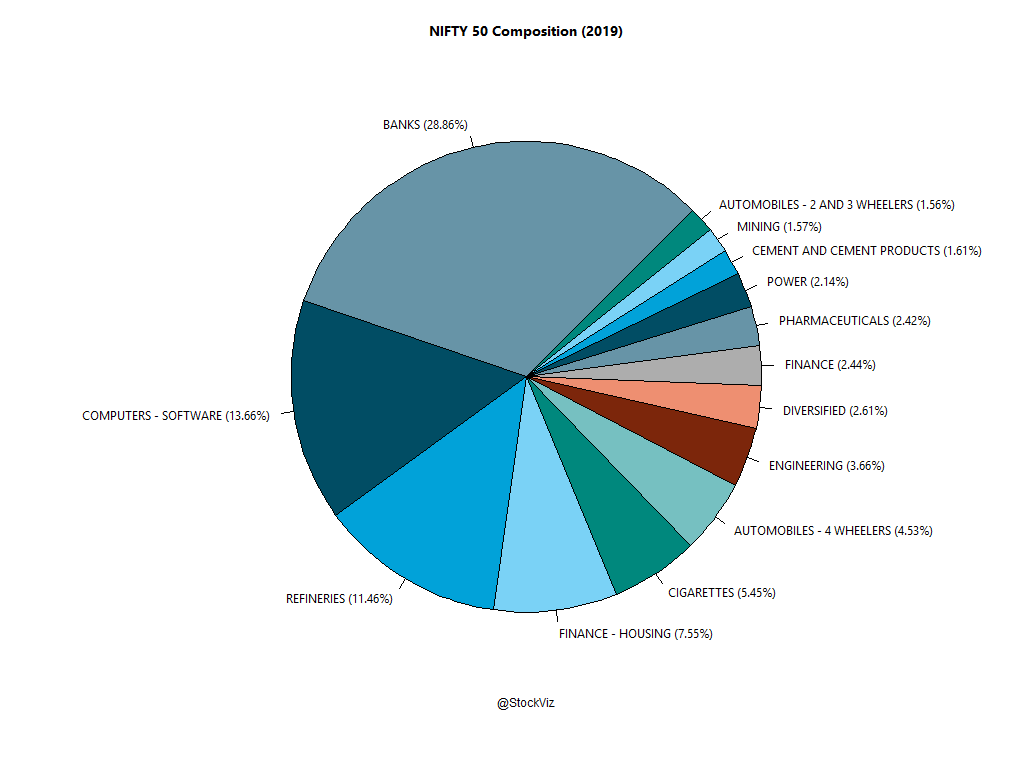 NIFTY 50 Composition (2019)
BANKS (28.86%)
AUTOMOBILES - 2 AND 3 WHEELERS (1.56%)
MINING (1.57%)
CEMENT AND CEMENT PRODUCTS (1.61%)
POWER (2.14%)
PHARMACEUTICALS (2.42%)
FINANCE (2.44%)
DIVERSIFIED (2.61%)
COMPUTERS - SOFTWARE (13.66%)
ENGINEERING (3.66%)
AUTOMOBILES - 4 WHEELERS (4.53%)
CIGARETTES (5.45%)
REFINERIES (11.46%)
FINANCE - HOUSING (7.55%)
@StockViz